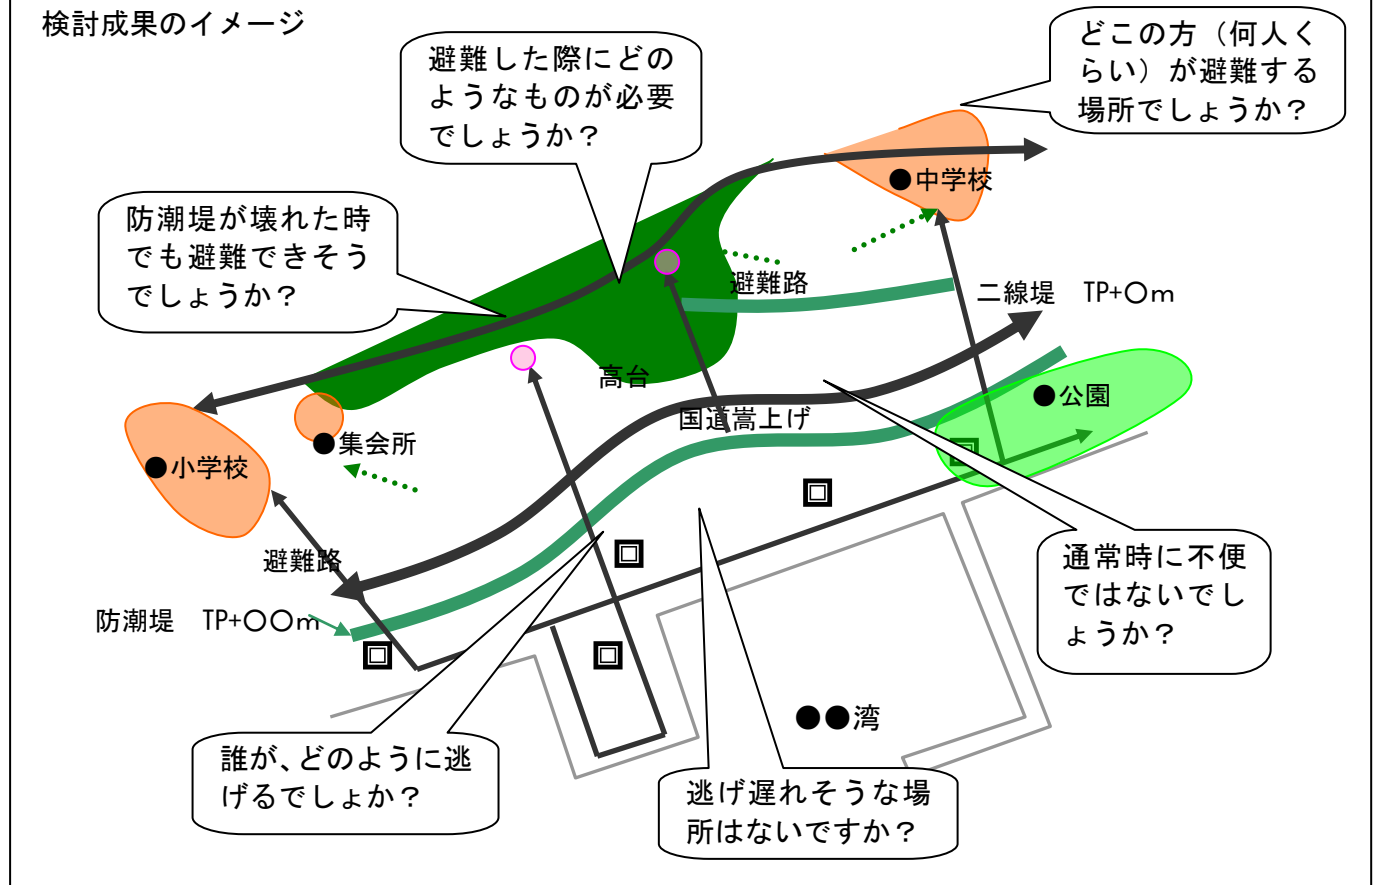 検討成果のイメージ
どこの方（何人く
らい）が避難する
場所でしょうか？
避難した際にどの
ようなものが必要
でしょうか？
●中学校
防潮堤が壊れた時
でも避難できそう
でしょうか？
避難路
二線堤　TP+〇m
高台
●公園
国道嵩上げ
●集会所
●小学校
避難路
通常時に不便
ではないでし
ょうか？
防潮堤　TP+〇〇m
●●湾
誰が、どのように逃
げるでしょか？
逃げ遅れそうな場
所はないですか？